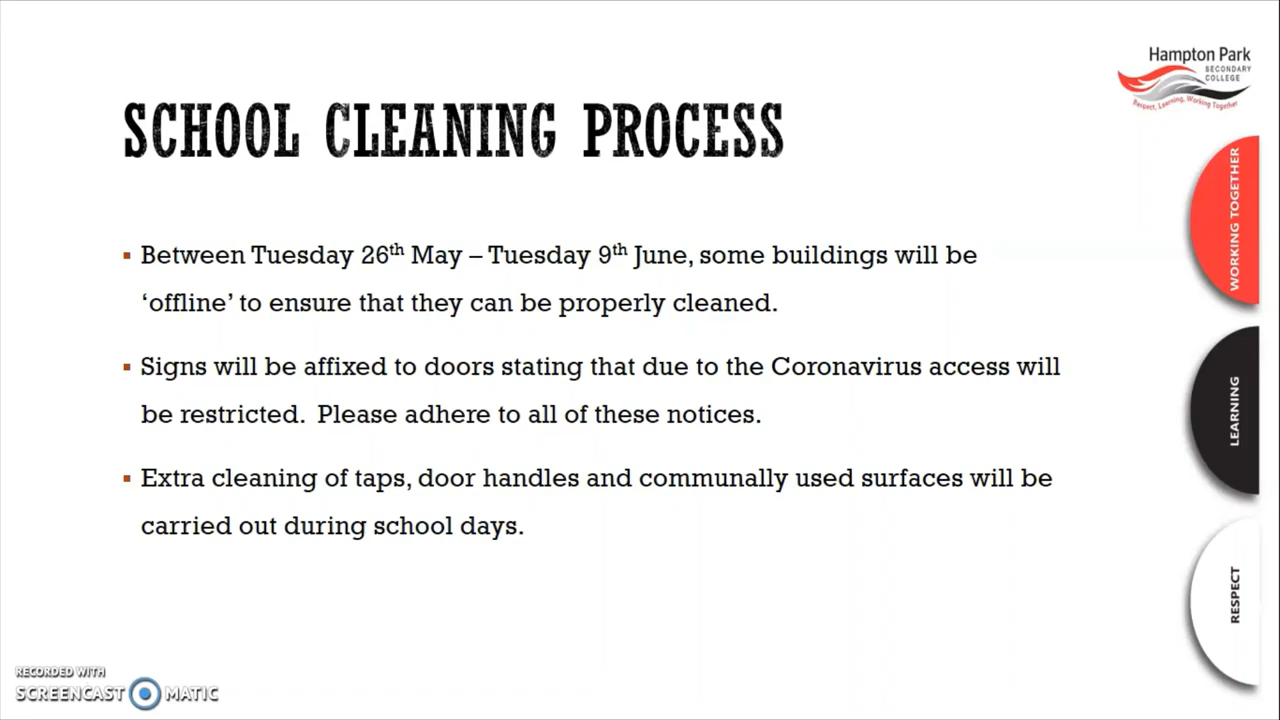 Hampton Park
SECONDARY
COLLEGE
Respect, Learning, Working Together
SCHOOL CLEANING PROCESS
▪ Between Tuesday 26th May – Tuesday 9th June, some buildings will be
‘offline’ to ensure that they can be properly cleaned.
▪ Signs will be affixed to doors stating that due to the Coronavirus access will
be restricted.  Please adhere to all of these notices.
▪ Extra cleaning of taps, door handles and communally used surfaces will be
carried out during school days.
WORKING TOGETHER
LEARNING
RESPECT
RECORDED WITH
SCREENCAST MATIC